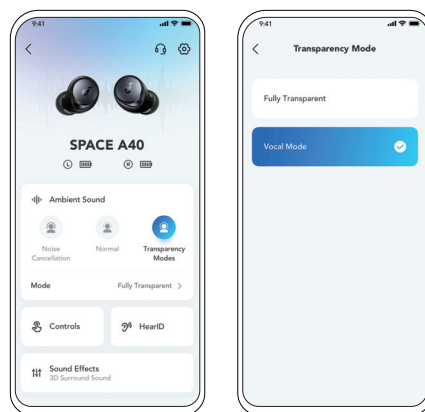 9:41
SPACE A40
L
R
Ambient Sound
Noise
Cancellation
Normal
Transparency
Modes
Mode
Fully Transparent
Controls
HearID
Sound Effects
3D Surround Sound
9:41
Transparency Mode
Fully Transparent
Vocal Mode